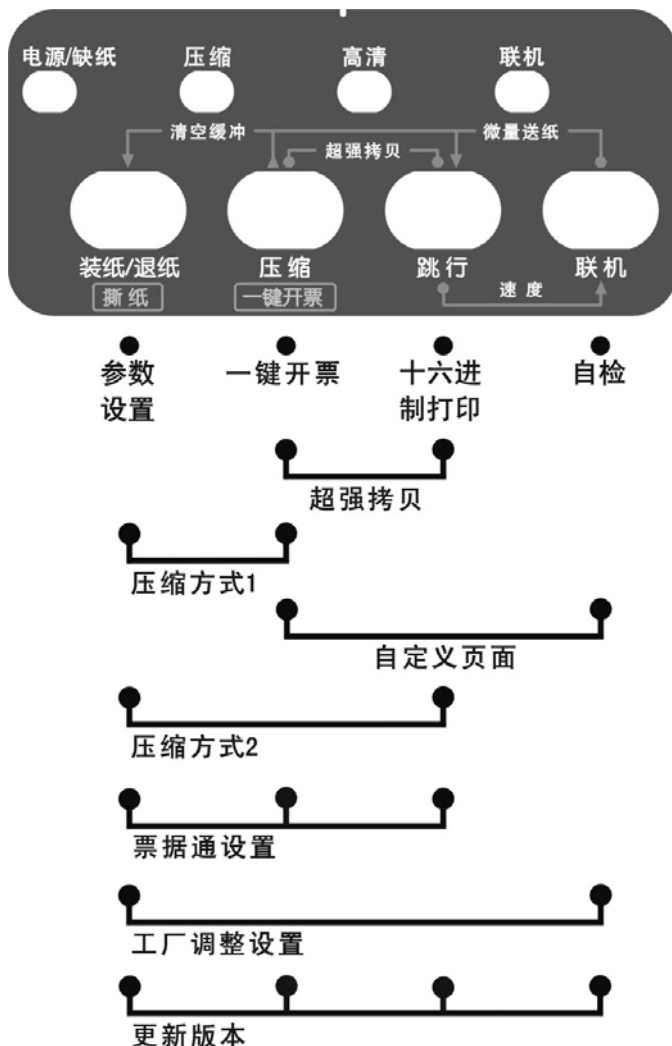 电源/缺纸 压缩 高清 联机
清空缓冲 微量送纸
超强拷贝
装纸/退纸 压缩 跳行 联机
撕纸 一键开票 速度
参数 一键开票 十六进 自检
设置 制打印
超强拷贝
压缩方式1
自定义页面
压缩方式2
票据通设置
工厂调整设置
更新版本